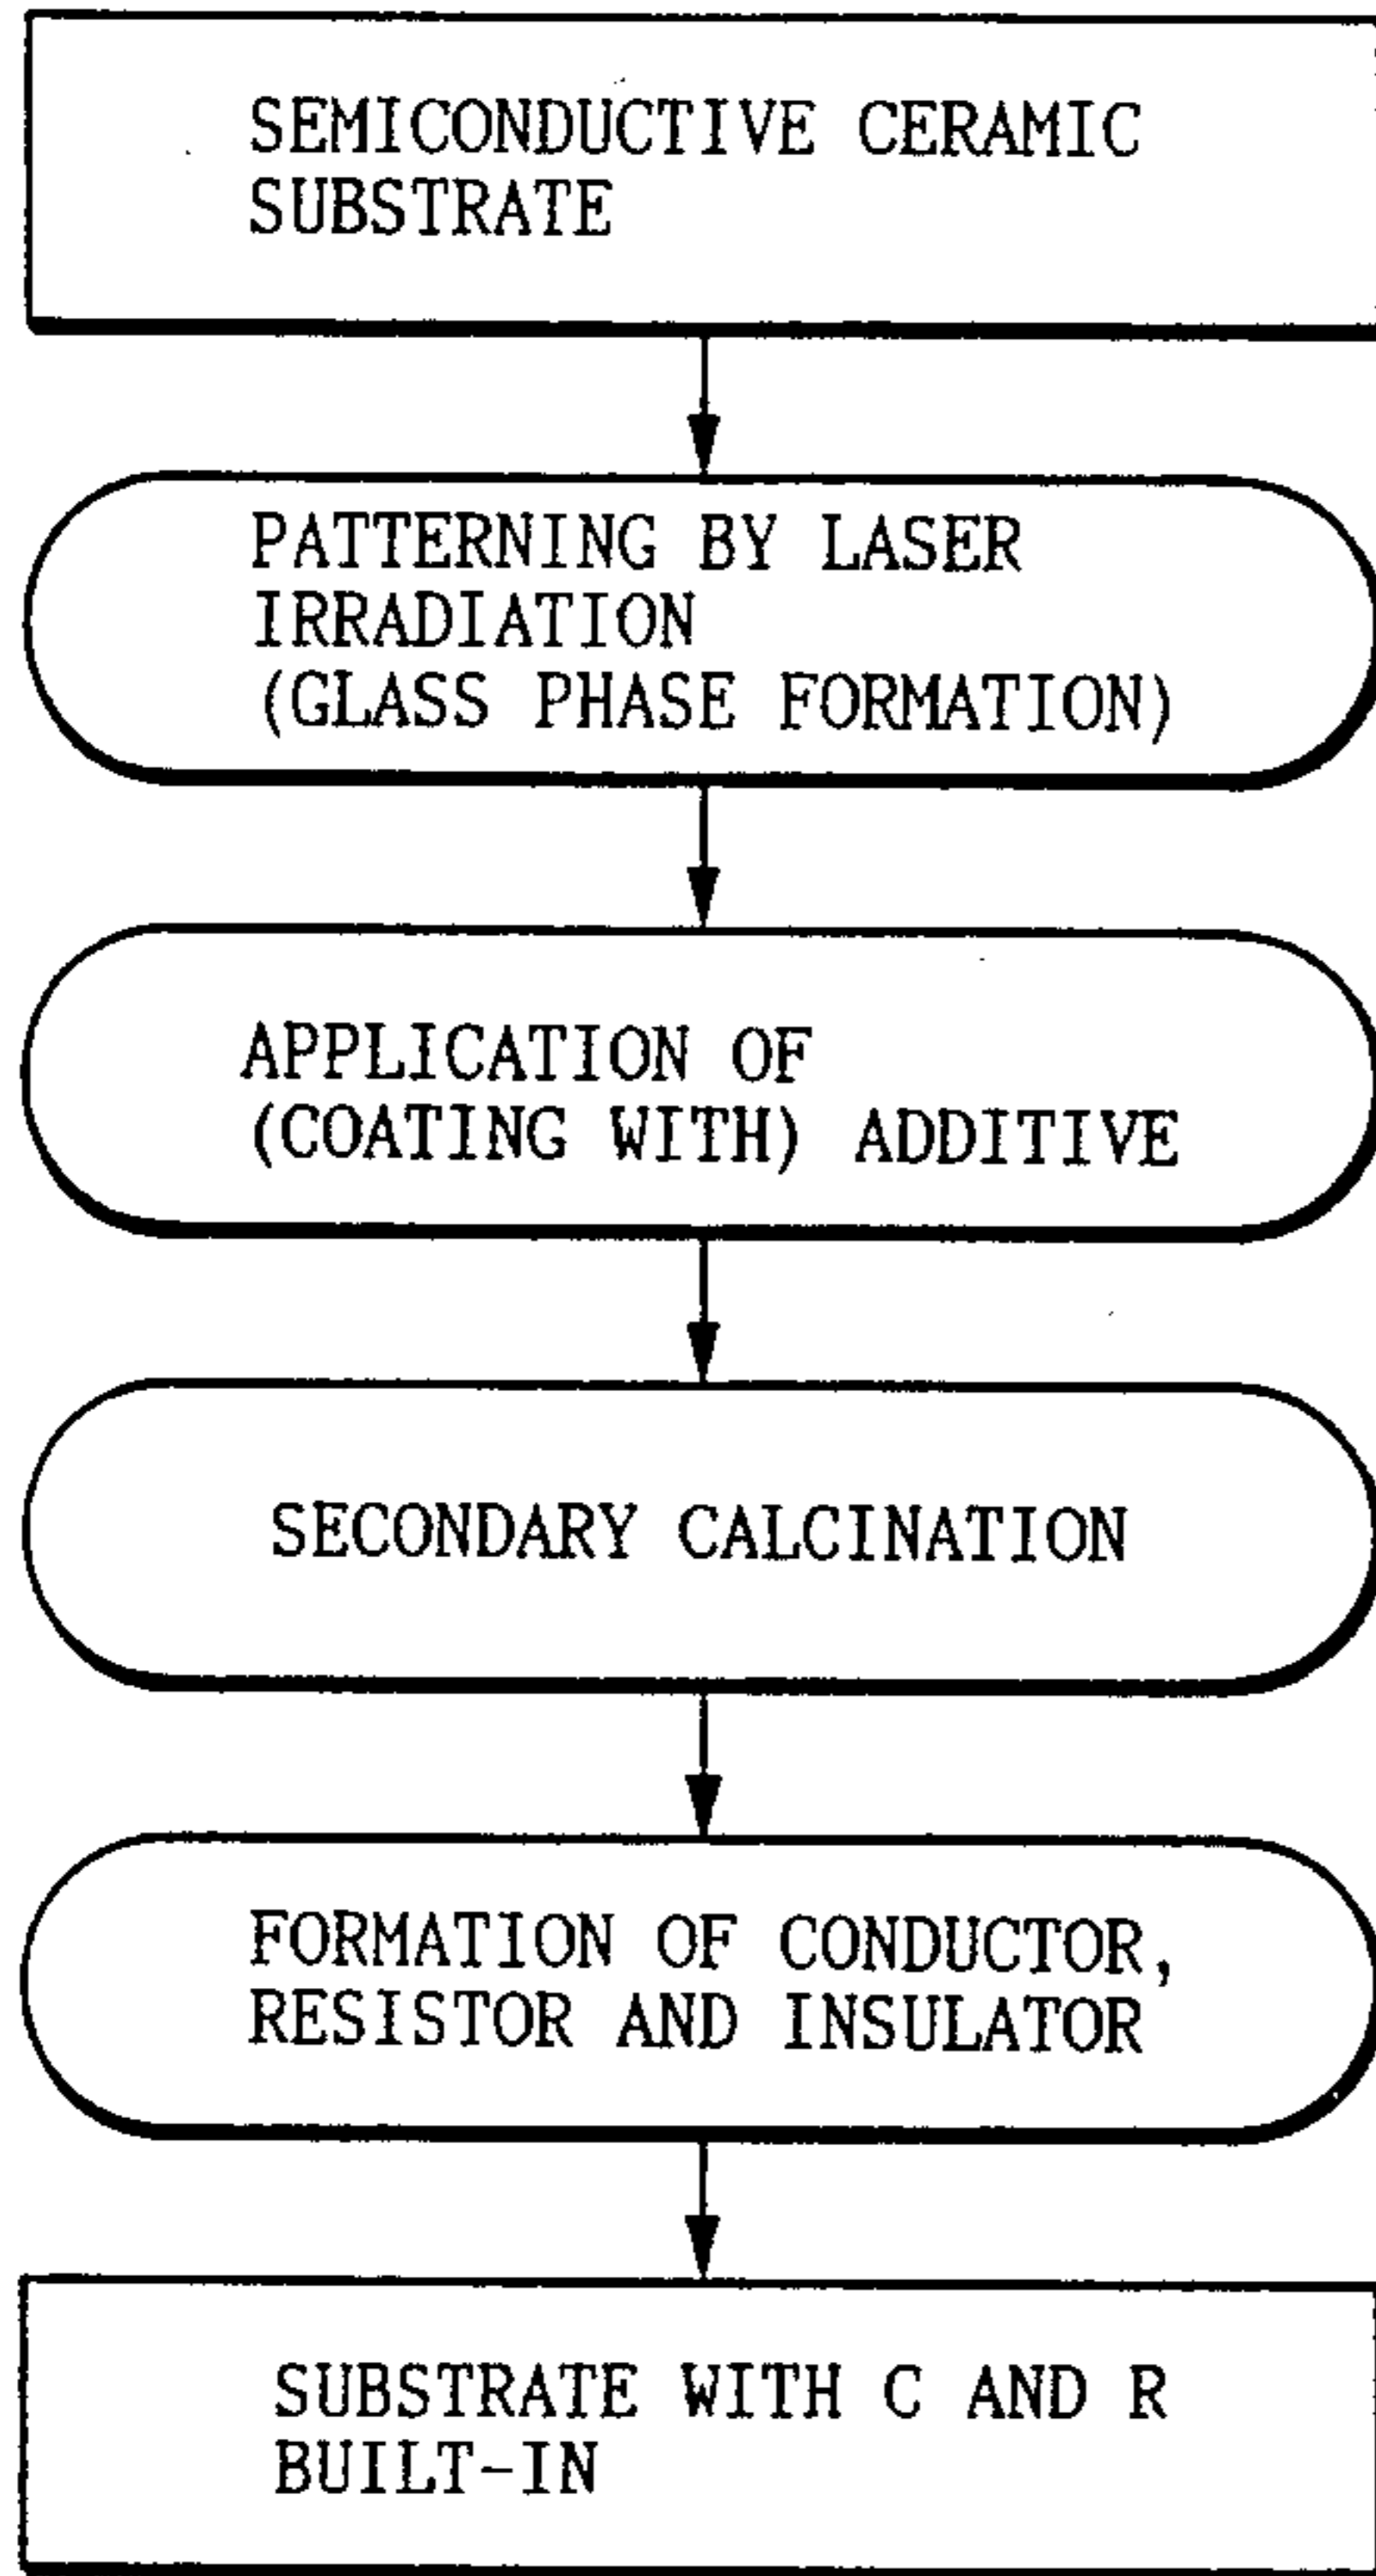 SEMICONDUCTIVE CERAMIC
SUBSTRATE
PATTERNING BY LASER
IRRADIATION
(GLASS PHASE FORMATION)
APPLICATION OF
(COATING WITH) ADDITIVE
SECONDARY CALCINATION
FORMATION OF CONDUCTOR,
RESISTOR AND INSULATOR
SUBSTRATE WITH C AND R
BUILT-IN